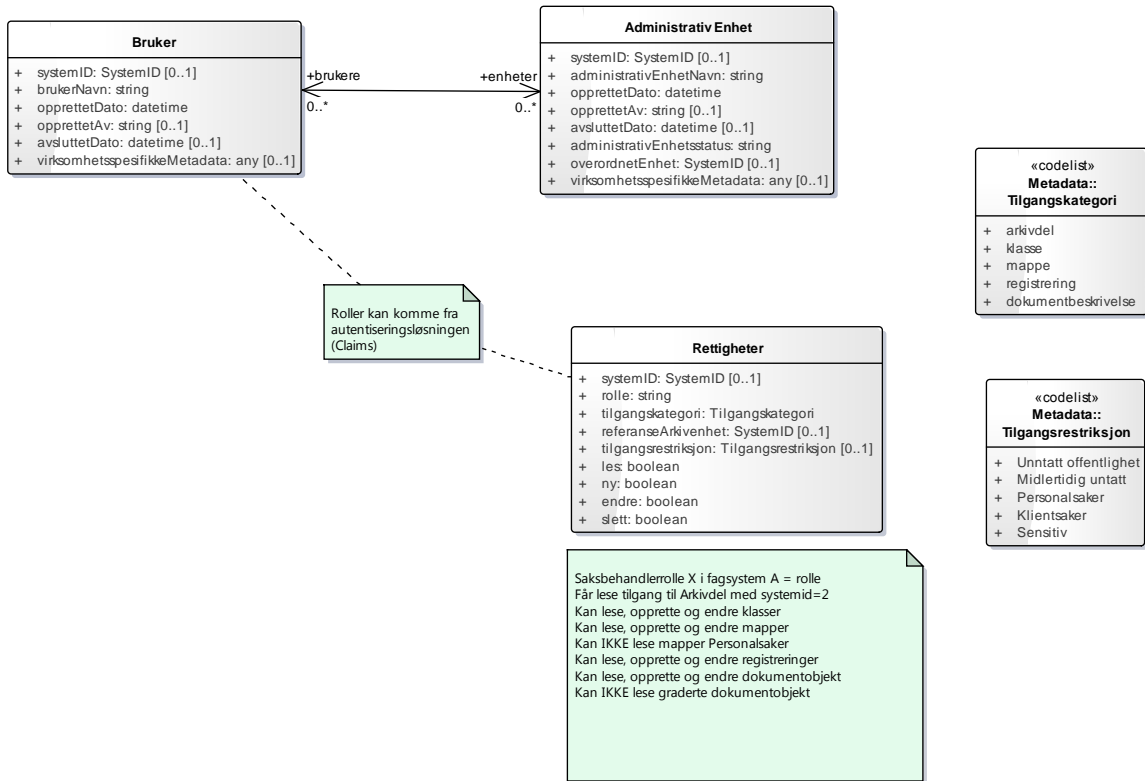 Bruker
+ systemID: SystemID [0..1]
+ brukerNavn: string
+ opprettetDato: datetime
+ opprettetAv: string [0..1]
+ avsluttetDato: datetime [0..1]
+ virksomhetsspesifikkeMetadata: any [0..1]
+brukere
0..*
+enheter
0..*
Administrativ Enhet
+ systemID: SystemID [0..1]
+ administrativEnhetNavn: string
+ opprettetDato: datetime
+ opprettetAv: string [0..1]
+ avsluttetDato: datetime [0..1]
+ administrativEnhetsstatus: string
+ overordnetEnhet: SystemID [0..1]
+ virksomhetsspesifikkeMetadata: any [0..1]
«codelist»
Metadata::
Tilgangskategori
+ arkivdel
+ klasse
+ mappe
+ registrering
+ dokumentbeskrivelse
Roller kan komme fra
autentiseringsløsningen
(Claims)
Rettigheter
+ systemID: SystemID [0..1]
+ rolle: string
+ tilgangskategori: Tilgangskategori
+ referanseArkivenhet: SystemID [0..1]
+ tilgangsrestriksjon: Tilgangsrestriksjon [0..1]
+ les: boolean
+ ny: boolean
+ endre: boolean
+ slett: boolean
«codelist»
Metadata::
Tilgangsrestriksjon
+ Unntatt offentlighet
+ Midlertidig untatt
+ Personalsaker
+ Klientsaker
+ Sensitiv
Saksbehandlerrolle X i fagsystem A = rolle
Får lese tilgang til Arkivdel med systemid=2
Kan lese, opprette og endre klasser
Kan lese, opprette og endre mapper
Kan IKKE lese mapper Personalsaker
Kan lese, opprette og endre registreringer
Kan lese, opprette og endre dokumentobjekt
Kan IKKE lese graderte dokumentobjekt